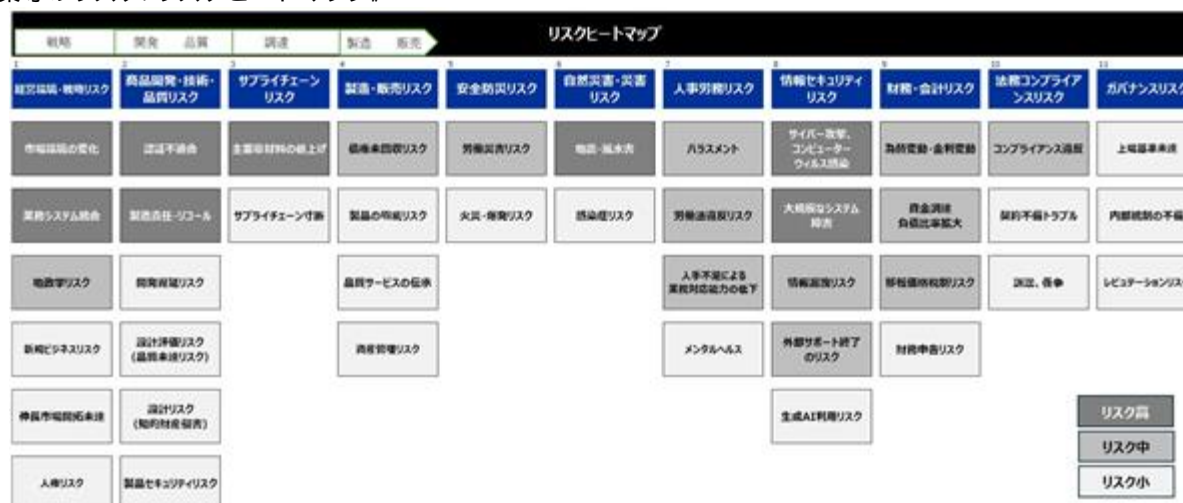 リスクヒートマップ
戦略
開発 品質
調達
製造 販売
1
2
3
4
5
6
7
8
9
10
11
経営環境・戦略リスク
商品開発・技術・
品質リスク
サプライチェーン
リスク
製造・販売リスク
安全防災リスク
自然災害・災害
リスク
人事労務リスク
情報セキュリティ
リスク
財務・会計リスク
法務コンプライア
ンスリスク
ガバナンスリスク
市場環境の変化
認証不適合
主要原材料の値上げ
債権未回収リスク
労働災害リスク
地震・風水害
ハラスメント
サイバー攻撃、
コンピューター
ウィルス感染
為替変動・金利変動
コンプライアンス違反
上場基準未達
業務システム統合
製造責任・リコール
サプライチェーン寸断
製品の吸収リスク
火災・爆発リスク
感染症リスク
労働法違反リスク
大規模なシステム
障害
資金調達
負債比率拡大
契約不備トラブル
内部統制の不備
地政学リスク
開発遅延リスク
品質サービスの伝承
人手不足による
業務対応能力の低下
情報漏洩リスク
移転価格税制リスク
訴訟、係争
レピュテーションリス
新規ビジネスリスク
設計評価リスク
(品質未達リスク)
資産管理リスク
メンタルヘルス
外部サポート終了
のリスク
財務申告リスク
伸長市場開拓未達
設計リスク
(知的財産侵害)
生成AI利用リスク
人権リスク
製品セキュリティリスク
リスク高
リスク中
リスク小